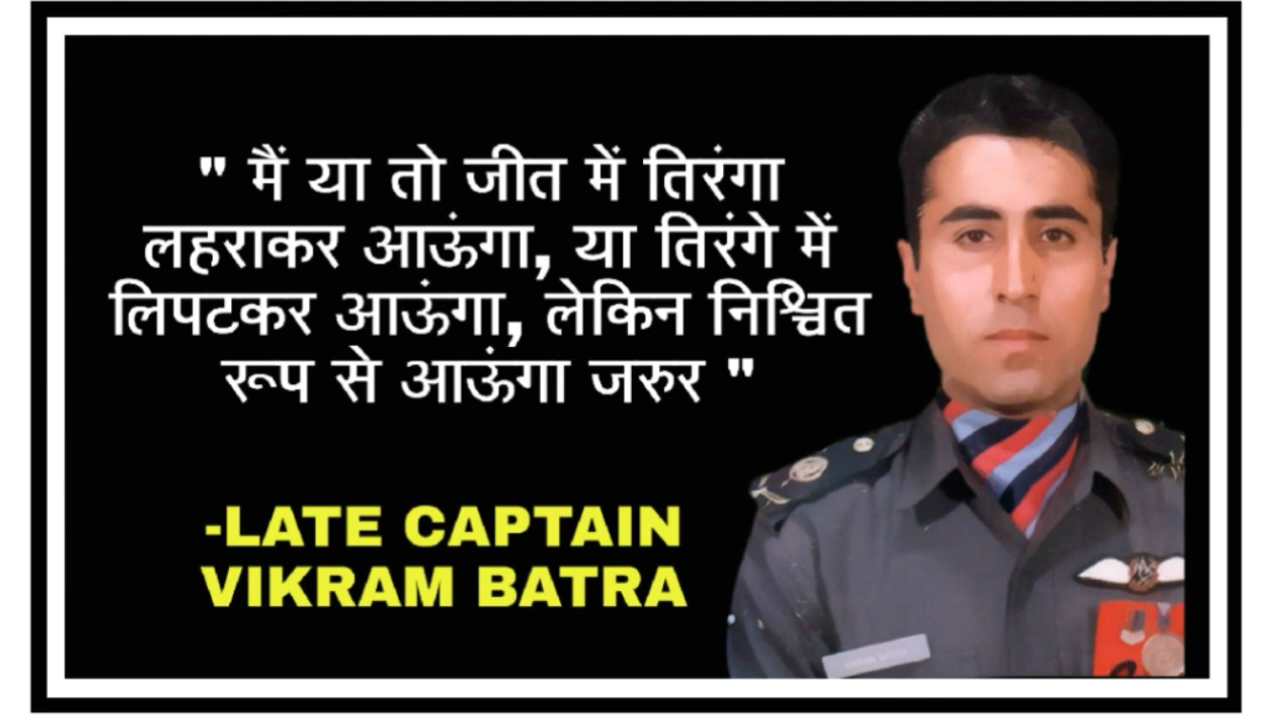 " मैं या तो जीत में तिरंगा
लहराकर आऊंगा, या तिरंगे में
लिपटकर आऊंगा, लेकिन निश्चित
रूप से आऊंगा जरुर "
-LATE CAPTAIN
VIKRAM BATRA